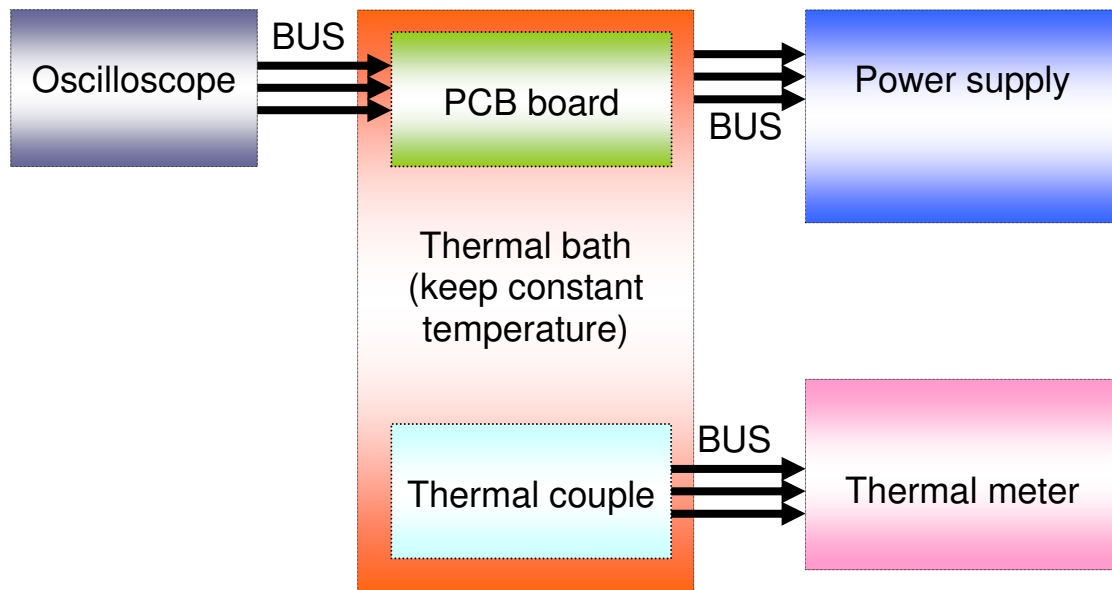 Oscilloscope
BUS
PCB board
BUS
Power supply
Thermal bath
(keep constant
temperature)
Thermal couple
BUS
Thermal meter